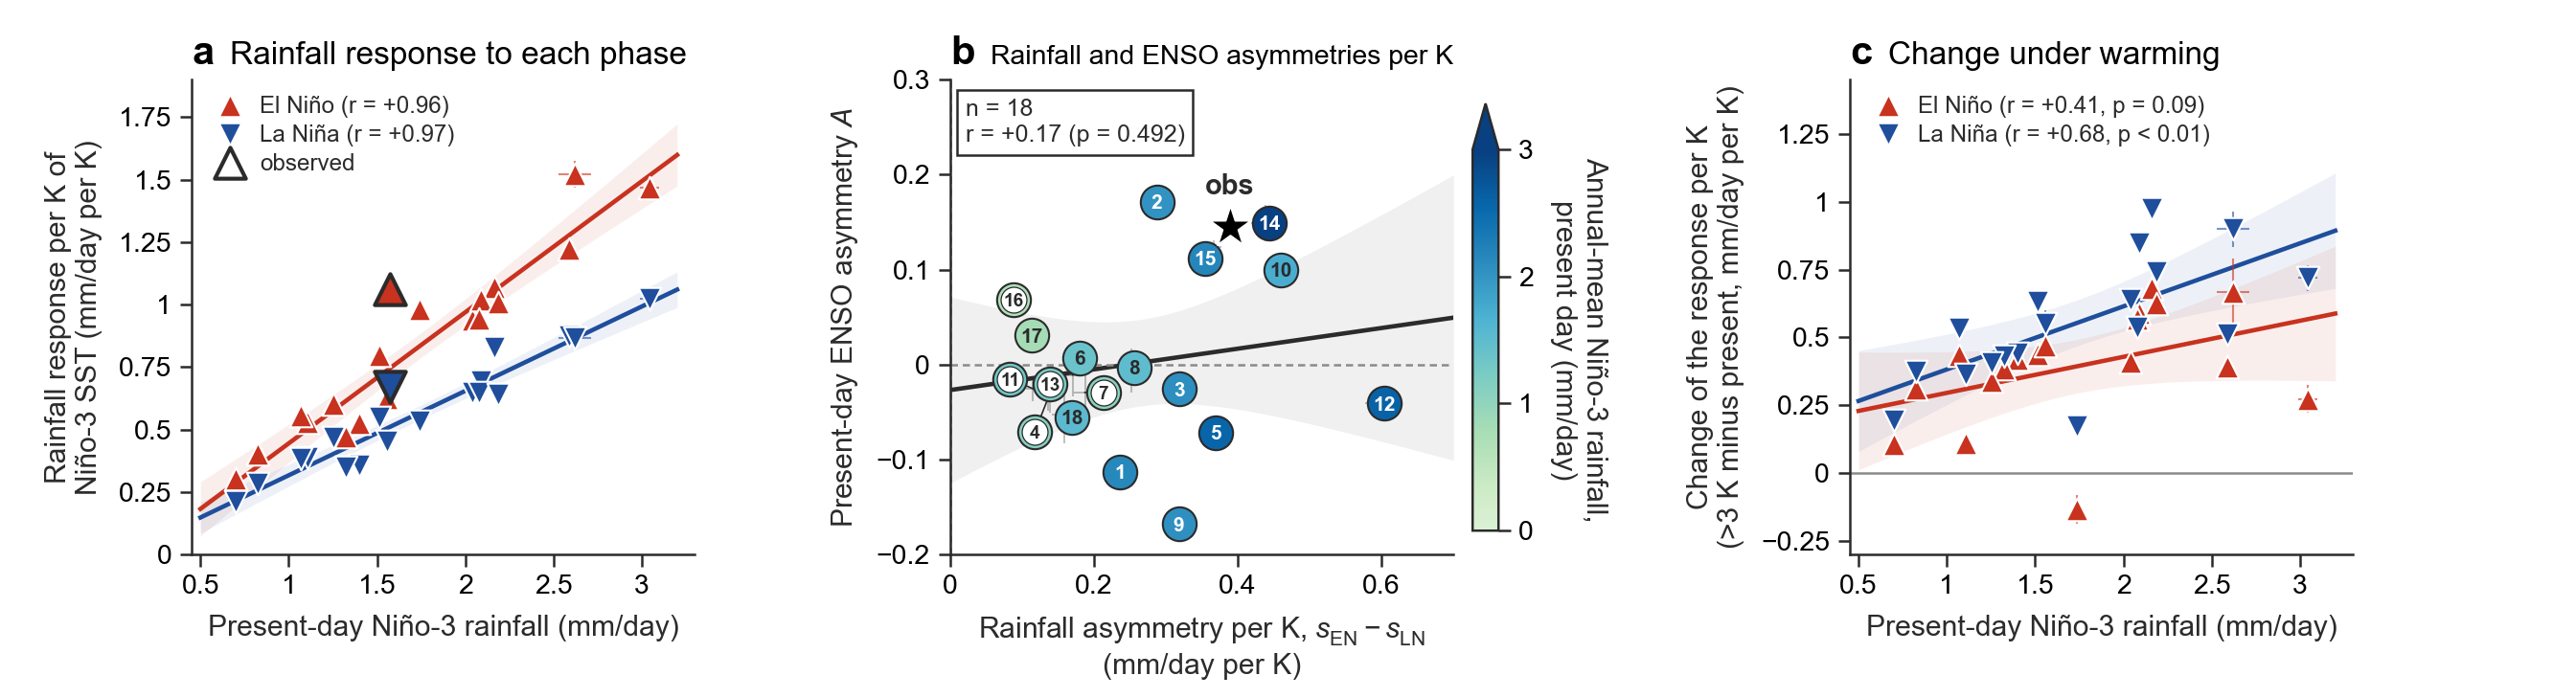 a Rainfall response to each phase
El Niño (r = +0.96)
La Niña (r = +0.97)
observed
Rainfall response per K of
Niño-3 SST (mm/day per K)
1.75
1.5
1.25
1
0.75
0.5
0.25
0
0.5 1 1.5 2 2.5 3
Present-day Niño-3 rainfall (mm/day)
b Rainfall and ENSO asymmetries per K
n = 18
r = +0.17 (p = 0.492)
Present-day ENSO asymmetry A
0.3
0.2
0.1
0
−0.1
−0.2
obs
2
14
15
10
16
17
6
8
11
13
7
3
12
4
18
5
1
9
0 0.2 0.4 0.6
Rainfall asymmetry per K, sEN − sLN
(mm/day per K)
3
2
1
0
Annual-mean Niño-3 rainfall,
present day (mm/day)
c Change under warming
El Niño (r = +0.41, p = 0.09)
La Niña (r = +0.68, p < 0.01)
Change of the response per K
(>3 K minus present, mm/day per K)
1.25
1
0.75
0.5
0.25
0
−0.25
0.5 1 1.5 2 2.5 3
Present-day Niño-3 rainfall (mm/day)